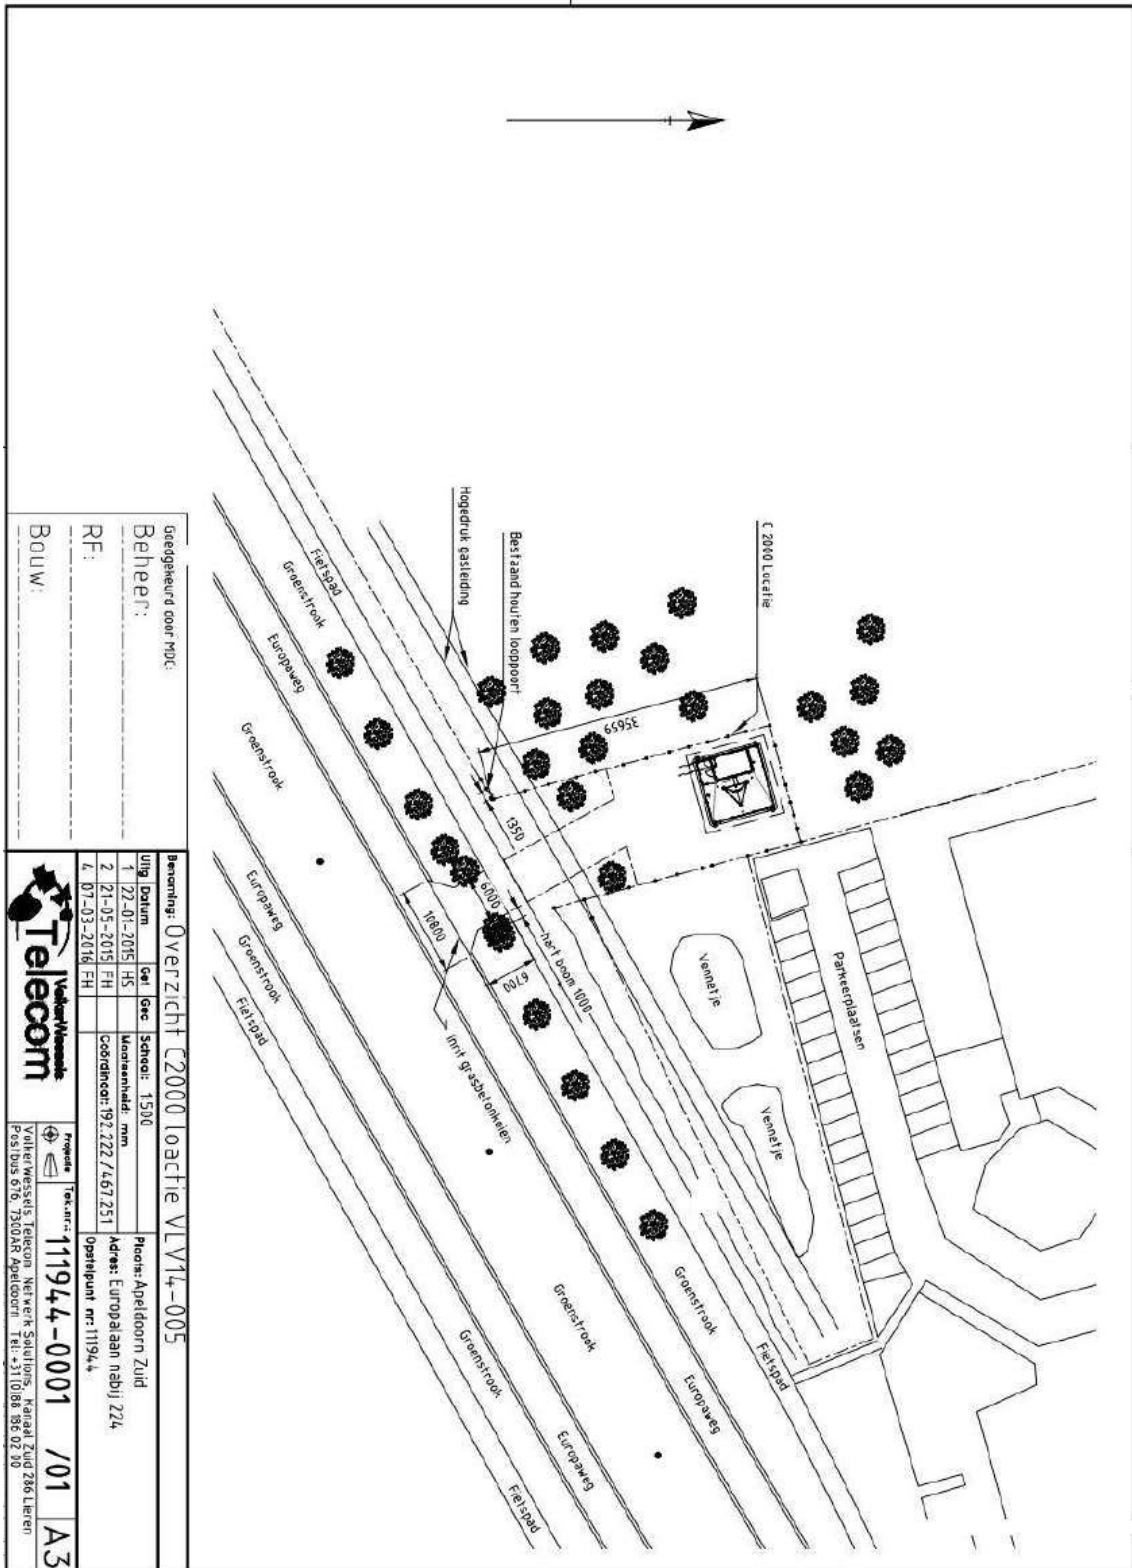 C 2000 Locatie
Bestaand houten looppoort
Hogedruk gasleiding
35659
1350
6000
hart boom 1000
6700
10800
Inrit grasbetonkeien
Parkeerplaatsen
Vennetje
Vennetje
Fietspad
Groenstrook
Europaweg
Groenstrook
Europaweg
Groenstrook
Fietspad
Groenstrook
Fietspad
Europaweg
Groenstrook
Groenstrook
Europaweg
Fietspad
Goedgekeurd door MDC:
Beheer:
RF:
Bouw:
Benaming: Overzicht C2000 loactie VLV14-005
Uitg Datum Get Gec Schaal: 1:500 Plaats: Apeldoorn Zuid
1 22-01-2015 HS Maateenheid: mm Adres: Europalaan nabij 224
2 21-05-2015 FH Coördinaat: 192.222 / 467.251 Opstelpunt nr: 111944
4 07-03-2016 FH
VolkerWessels
Telecom
Projectie Tek.nr.: 111944-0001 /01 A3
VolkerWessels Telecom Netwerk Solutions, Kanaal Zuid 286 Lieren
Postbus 676, 7300AR Apeldoorn Tel: +31(0)88 186 02 00